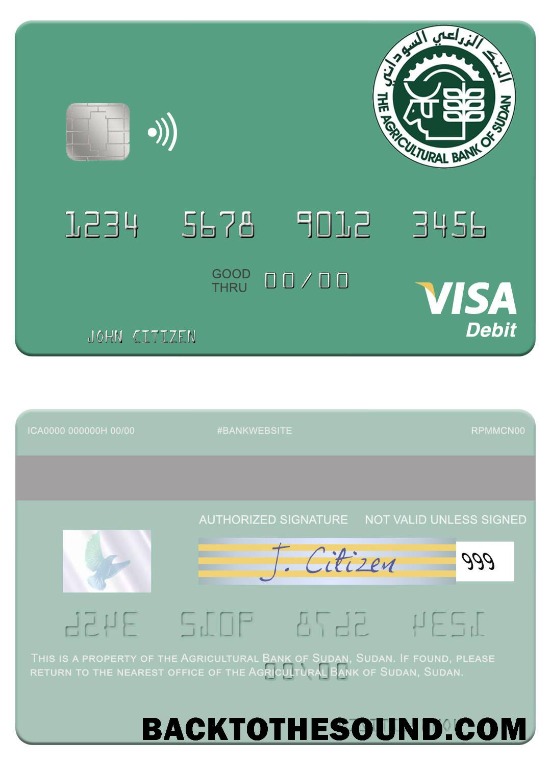 البنك الزراعي السوداني
THE AGRICULTURAL BANK OF SUDAN
1234 5678 9012 3456
GOOD THRU 00/00
VISA
Debit
JOHN CITIZEN
ICA0000 000000H 00/00 #BANKWEBSITE RPMMCN00
AUTHORIZED SIGNATURE NOT VALID UNLESS SIGNED
J. Citizen 999
THIS IS A PROPERTY OF THE AGRICULTURAL BANK OF SUDAN, SUDAN. IF FOUND, PLEASE
RETURN TO THE NEAREST OFFICE OF THE AGRICULTURAL BANK OF SUDAN, SUDAN.
BACKTOTHESOUND.COM